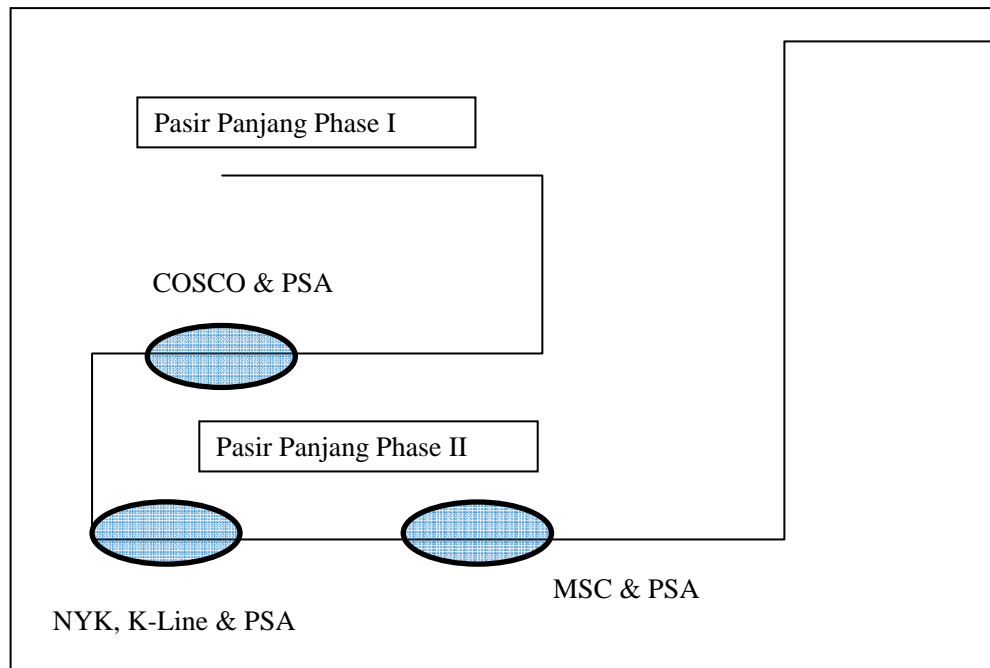 Pasir Panjang Phase I
COSCO & PSA
Pasir Panjang Phase II
MSC & PSA
NYK, K-Line & PSA